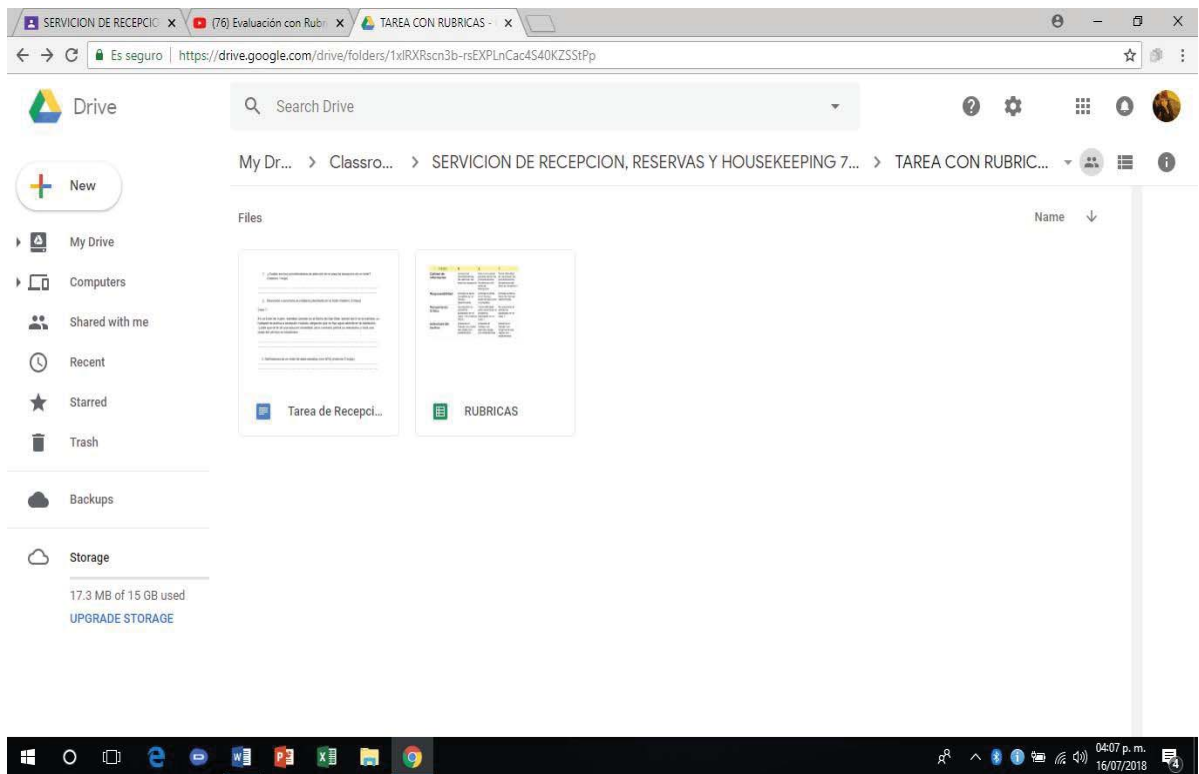 SERVICION DE RECEPCIO
(76) Evaluación con Rubr
TAREA CON RUBRICAS -
Es seguro | https://drive.google.com/drive/folders/1xlRXRscn3b-rsEXPLnCac4S40KZSStPp
Drive
Search Drive
My Dr... > Classro... > SERVICION DE RECEPCION, RESERVAS Y HOUSEKEEPING 7... > TAREA CON RUBRIC...
New
Files
Name
My Drive
Computers
Shared with me
Recent
Starred
Trash
Backups
Storage
17.3 MB of 15 GB used
UPGRADE STORAGE
Tarea de Recepci...
RUBRICAS
04:07 p. m.
16/07/2018
4